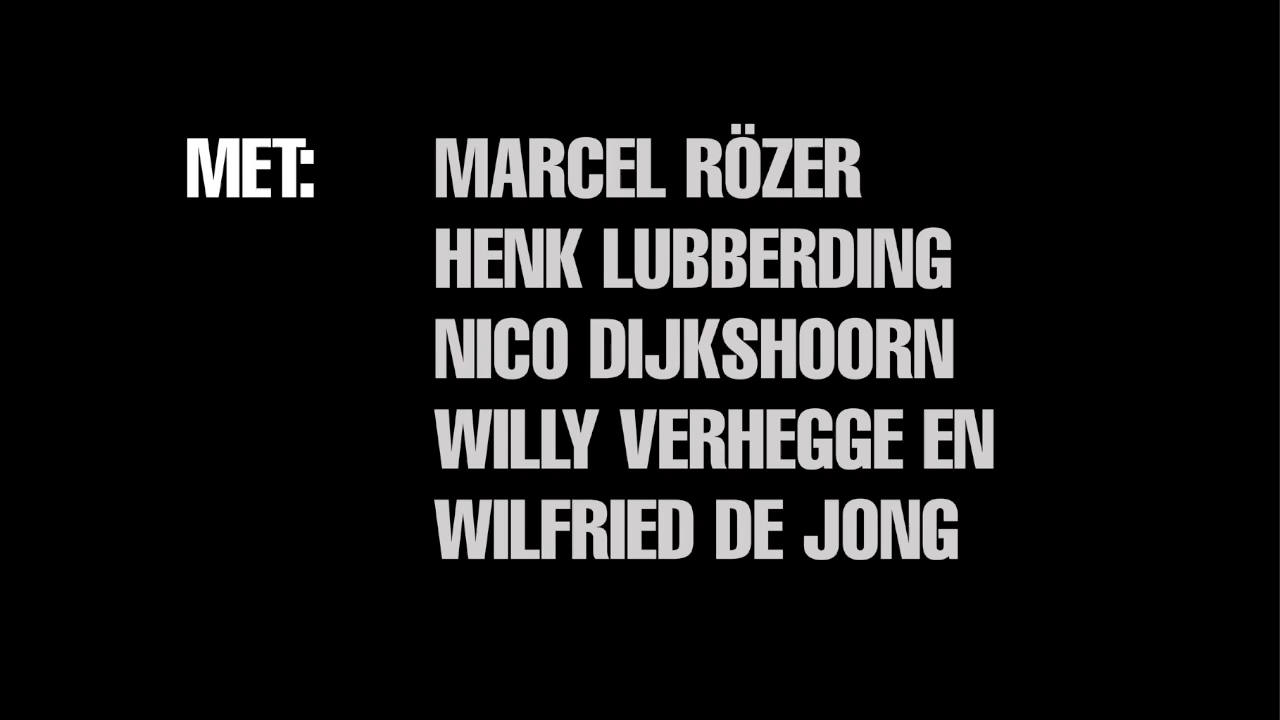 MET: MARCEL RÖZER
HENK LUBBERDING
NICO DIJKSHOORN
WILLY VERHEGGE EN
WILFRIED DE JONG